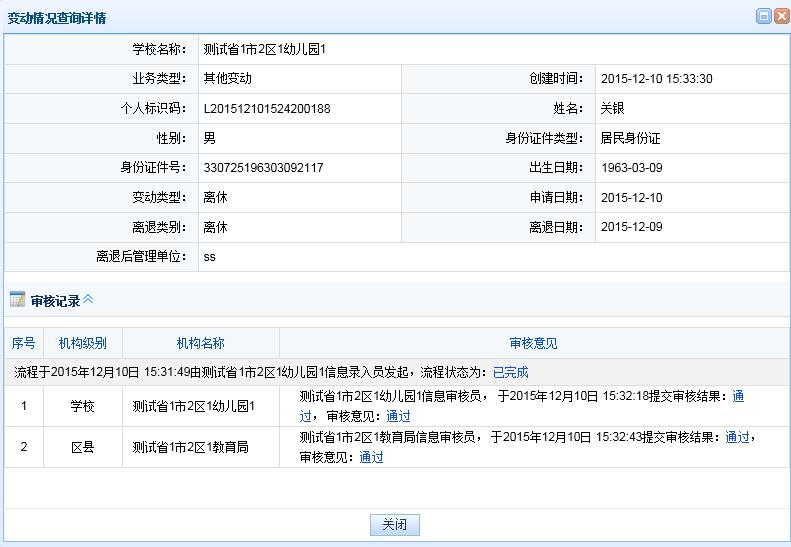 变动情况查询详情
学校名称： 测试省1市2区1幼儿园1
业务类型： 其他变动 创建时间： 2015-12-10 15:33:30
个人标识码： L201512101524200188 姓名： 关银
性别： 男 身份证件类型： 居民身份证
身份证件号： 330725196303092117 出生日期： 1963-03-09
变动类型： 离休 申请日期： 2015-12-10
离退类别： 离休 离退日期： 2015-12-09
离退后管理单位： ss
审核记录
序号 机构级别 机构名称 审核意见
流程于2015年12月10日 15:31:49由测试省1市2区1幼儿园1信息录入员发起，流程状态为：已完成
1 学校 测试省1市2区1幼儿园1 测试省1市2区1幼儿园1信息审核员， 于2015年12月10日 15:32:18提交审核结果：通
过， 审核意见：通过
2 区县 测试省1市2区1教育局 测试省1市2区1教育局信息审核员， 于2015年12月10日 15:32:43提交审核结果：通过，
审核意见：通过
关闭